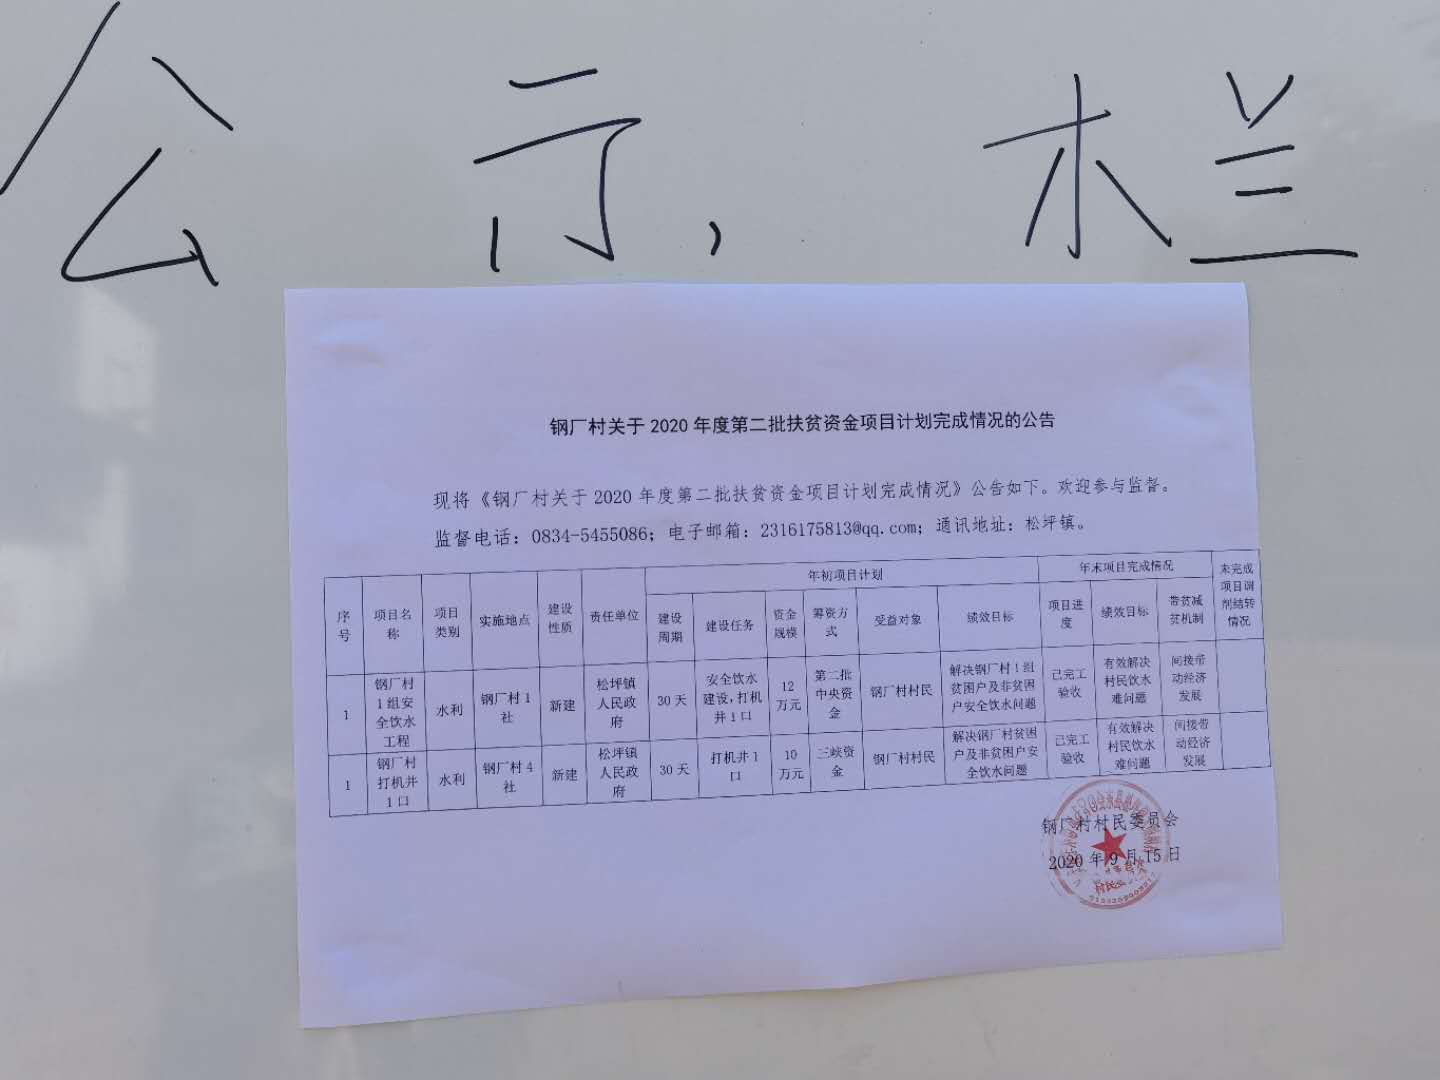 公示栏
钢厂村关于2020年度第二批扶贫资金项目计划完成情况的公告
现将《钢厂村关于2020年度第二批扶贫资金项目计划完成情况》公告如下。欢迎参与监督。
监督电话：0834-5455086；电子邮箱：2316175813@qq.com；通讯地址：松坪镇。
序号 项目名称 项目类别 实施地点 建设性质 责任单位 年初项目计划 年末项目完成情况 未完成项目调剂结转情况
建设周期 建设任务 资金规模 筹资方式 受益对象 绩效目标 项目进度 绩效目标 带贫减贫机制
1 钢厂村1组安全饮水工程 水利 钢厂村1社 新建 松坪镇人民政府 30天 安全饮水建设，打机井1口 12万元 第二批中央资金 钢厂村村民 解决钢厂村1组贫困户及非贫困户安全饮水问题 已完工验收 有效解决村民饮水难问题 间接带动经济发展
1 钢厂村打机井1口 水利 钢厂村4社 新建 松坪镇人民政府 30天 打机井1口 10万元 三峡资金 钢厂村村民 解决钢厂村贫困户及非贫困户安全饮水问题 已完工验收 有效解决村民饮水难问题 间接带动经济发展
钢厂村村民委员会
2020年9月15日